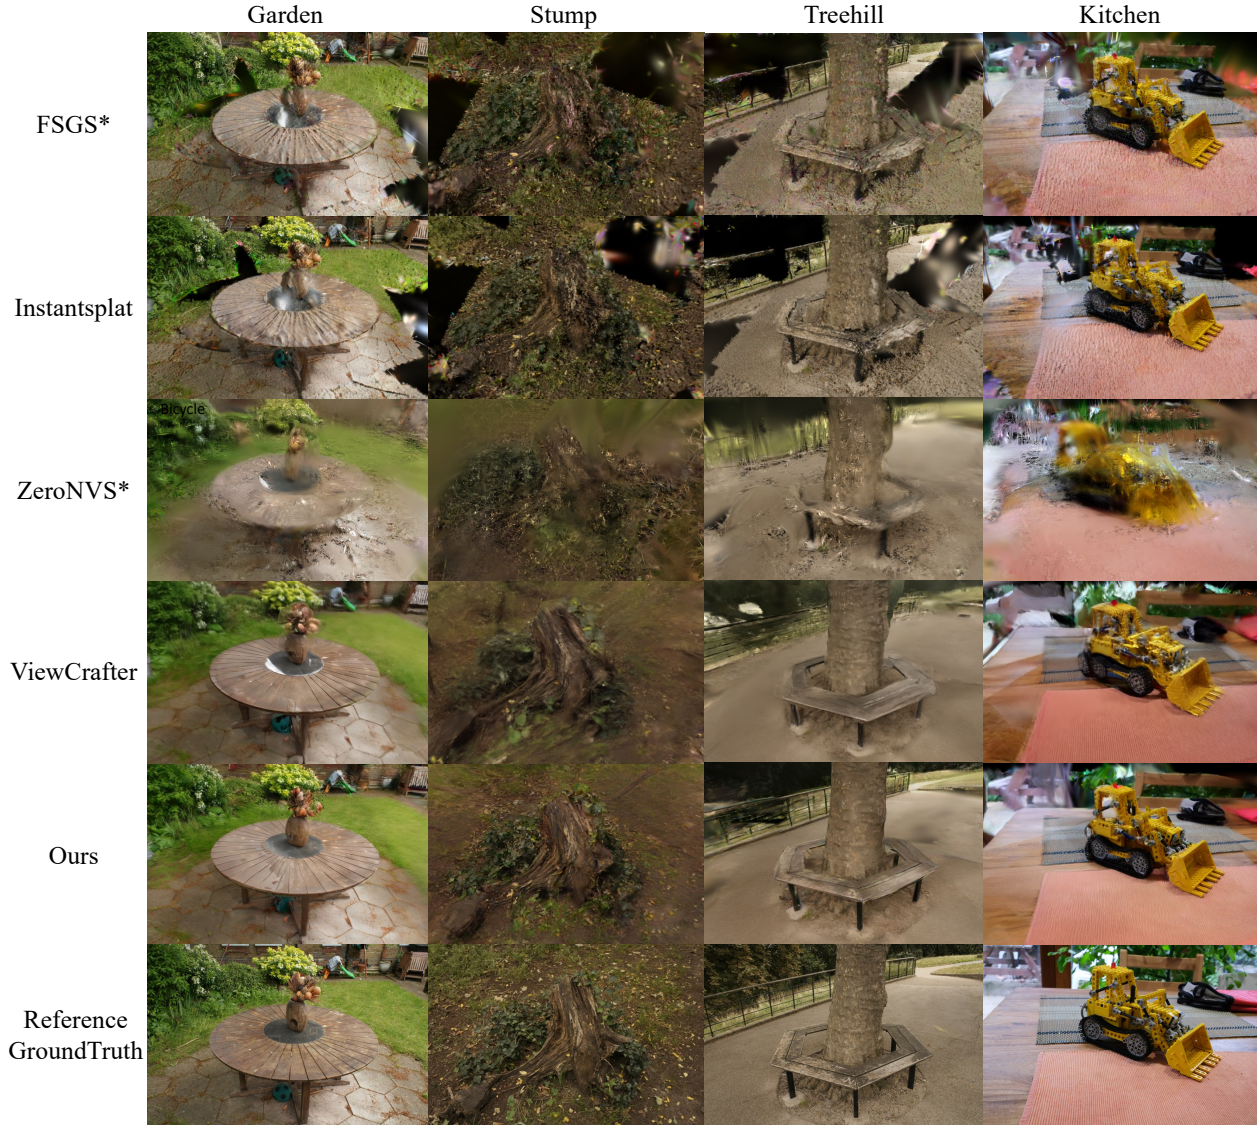 Garden Stump Treehill Kitchen
FSGS*
Instantsplat
Bicycle
ZeroNVS*
ViewCrafter
Ours
Reference
GroundTruth